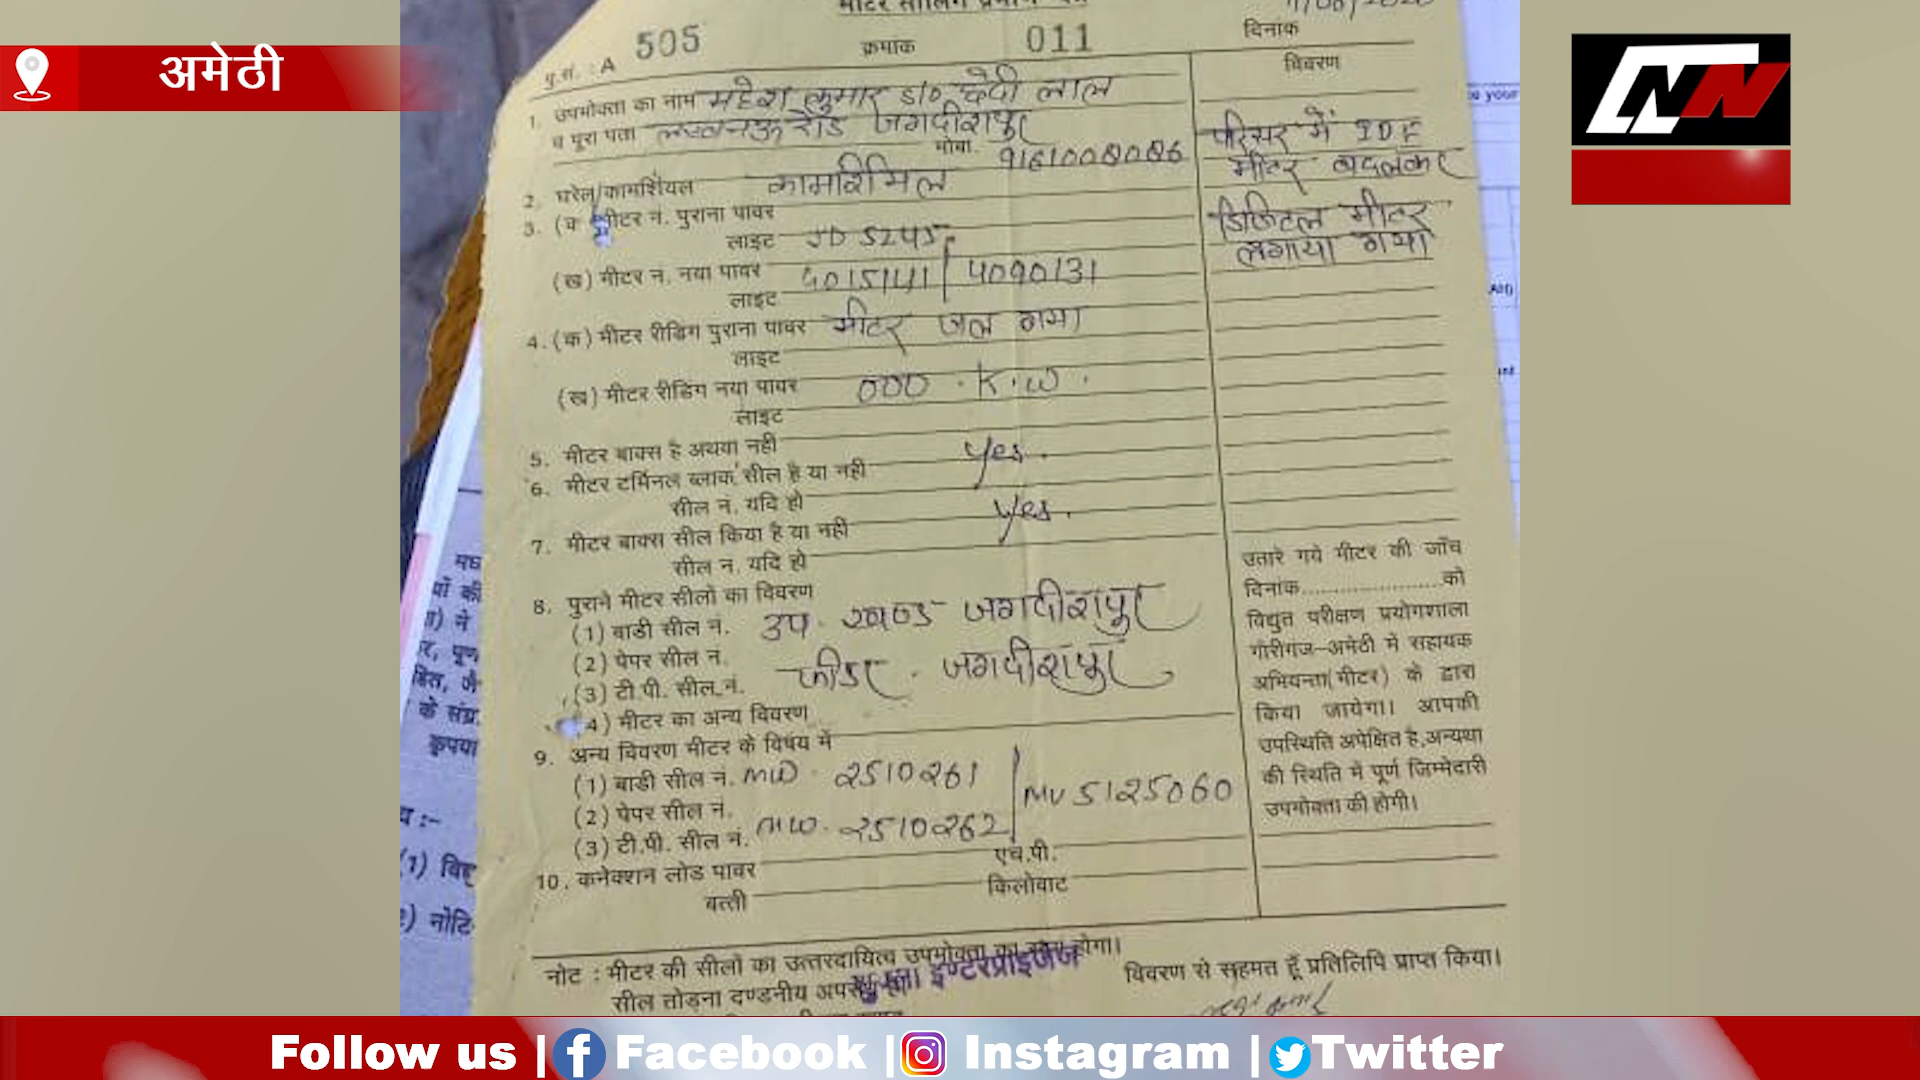 अमेठी
NN
पु.सं. : A 505 क्रमांक 011 दिनांक
1. उपभोक्ता का नाम महेश कुमार S/O देवी लाल
व पूरा पता लखनऊ रोड जगदीशपुर
मोबा.
2. घरेलू/कामर्शियल कामर्शियल
3. (क) मीटर नं. पुराना पावर
लाइट JD 5245
(ख) मीटर नं. नया पावर 4015141 / 4090131
लाइट
4. (क) मीटर रीडिंग पुराना पावर मीटर जल गया
लाइट
(ख) मीटर रीडिंग नया पावर 000 . K.W.
लाइट
5. मीटर बाक्स है अथवा नहीं yes.
6. मीटर टर्मिनल ब्लाक सील है या नहीं
सील नं. यदि हो yes.
7. मीटर बाक्स सील किया है या नहीं
सील न. यदि हो
8. पुराने मीटर सीलों का विवरण
(1) बाडी सील नं. उप. खण्ड जगदीशपुर
(2) पेपर सील न.
(3) टी.पी. सील नं. फीडर . जगदीशपुर
4) मीटर का अन्य विवरण
9. अन्य विवरण मीटर के विषय में
(1) बाडी सील न. MW . 2510261
(2) पेपर सील नं. MV 5125060
(3) टी.पी. सील नं. MW. 2510262
10. कनेक्शन लोड पावर एच.पी.
बत्ती किलोवाट
विवरण
परिसर में IDF
मीटर बदलकर
डिजिटल मीटर
लगाया गया
उतारे गये मीटर की जाँच
दिनांक......................को
विद्युत परीक्षण प्रयोगशाला
गौरीगंज-अमेठी में सहायक
अभियन्ता(मीटर) के द्वारा
किया जायेगा। आपकी
उपस्थिति अपेक्षित है,अन्यथा
की स्थिति में पूर्ण जिम्मेदारी
उपभोक्ता की होगी।
नोट : मीटर की सीलों का उत्तरदायित्व उपभोक्ता का स्वयं होगा।
सील तोड़ना दण्डनीय इण्टरप्राइजेज
विवरण से सहमत हूँ प्रतिलिपि प्राप्त किया।
Follow us | Facebook | Instagram | Twitter